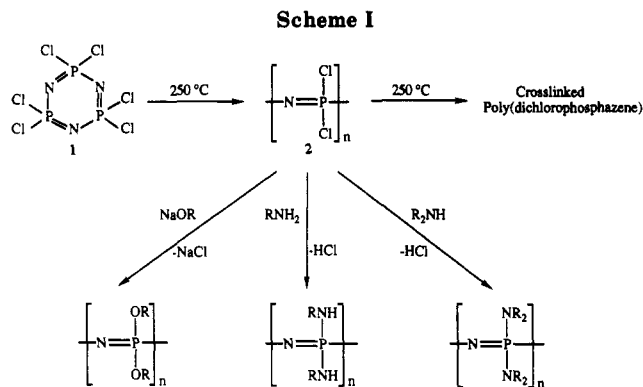 Scheme I
Cl Cl
Cl P Cl
N N
Cl P P Cl
N
1
250 °C
Cl
N=P
Cl n
2
250 °C
Crosslinked
Poly(dichlorophosphazene)
NaOR
-NaCl
RNH2
-HCl
R2NH
-HCl
OR
N=P
OR n
RNH
N=P
RNH n
NR2
N=P
NR2 n